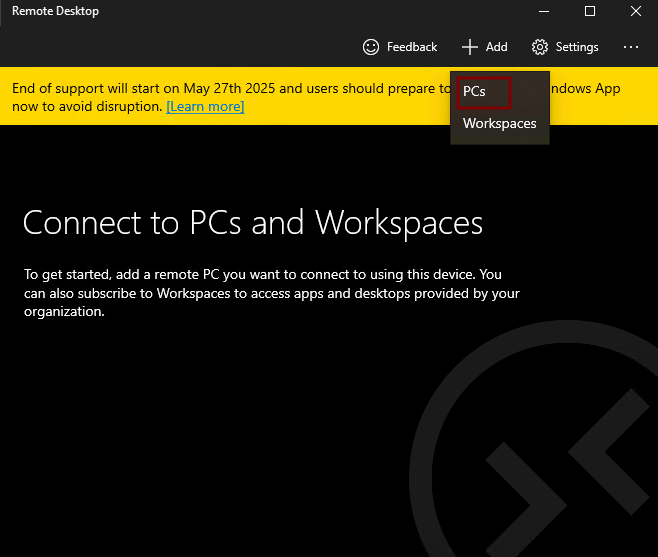 Remote Desktop
Feedback
Add
Settings
End of support will start on May 27th 2025 and users should prepare to
ndows App
now to avoid disruption. [Learn more]
PCs
Workspaces
Connect to PCs and Workspaces
To get started, add a remote PC you want to connect to using this device. You
can also subscribe to Workspaces to access apps and desktops provided by your
organization.